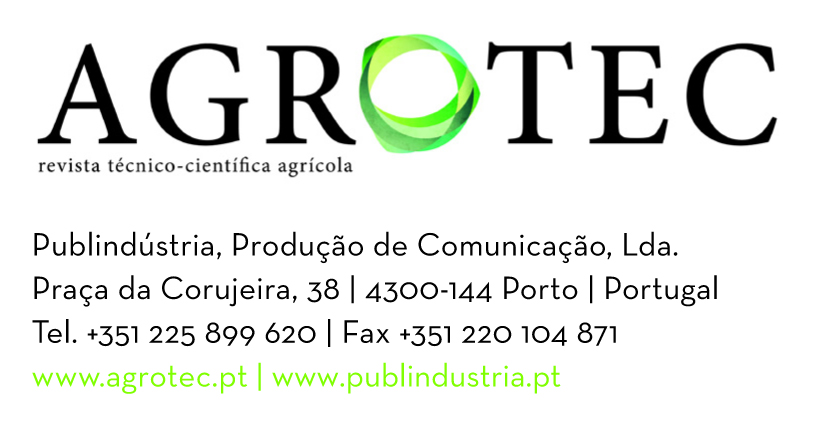 AGROTEC
revista técnico-científica agrícola
Publindústria, Produção de Comunicação, Lda.
Praça da Corujeira, 38 | 4300-144 Porto | Portugal
Tel. +351 225 899 620 | Fax +351 220 104 871
www.agrotec.pt | www.publindustria.pt